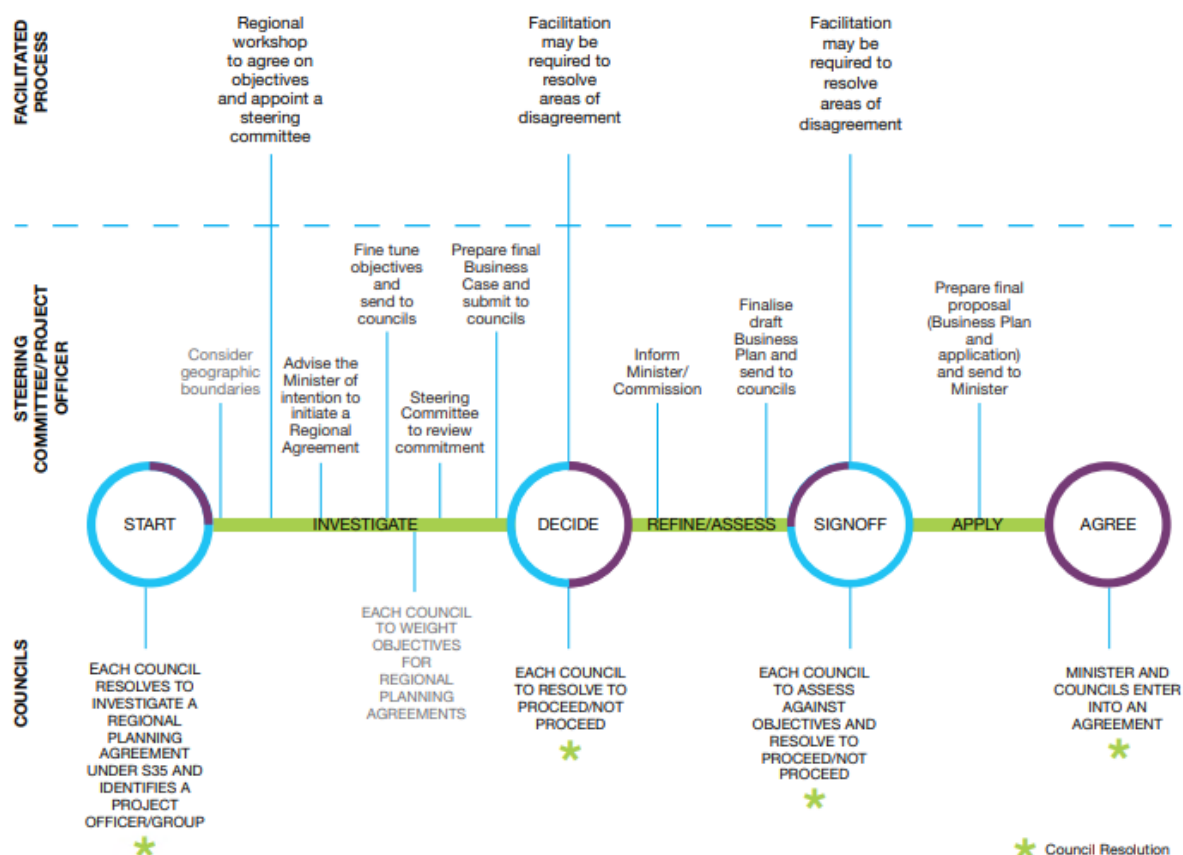 FACILITATED
PROCESS
Regional
workshop
to agree on
objectives
and appoint a
steering
committee
Facilitation
may be
required to
resolve
areas of
disagreement
Facilitation
may be
required to
resolve
areas of
disagreement
STEERING
COMMITTEE/PROJECT
OFFICER
Consider
geographic
boundaries
Advise the
Minister of
intention to
initiate a
Regional
Agreement
Fine tune
objectives
and
send to
councils
Steering
Committee
to review
commitment
Prepare final
Business
Case and
submit to
councils
Inform
Minister/
Commission
Finalise
draft
Business
Plan and
send to
councils
Prepare final
proposal
(Business Plan
and
application)
and send to
Minister
START
INVESTIGATE
DECIDE
REFINE/ASSESS
SIGNOFF
APPLY
AGREE
COUNCILS
EACH COUNCIL
RESOLVES TO
INVESTIGATE A
REGIONAL
PLANNING
AGREEMENT
UNDER S35 AND
IDENTIFIES A
PROJECT
OFFICER/GROUP
EACH COUNCIL
TO WEIGHT
OBJECTIVES
FOR
REGIONAL
PLANNING
AGREEMENTS
EACH COUNCIL
TO RESOLVE TO
PROCEED/NOT
PROCEED
EACH COUNCIL
TO ASSESS
AGAINST
OBJECTIVES AND
RESOLVE TO
PROCEED/NOT
PROCEED
MINISTER AND
COUNCILS ENTER
INTO AN
AGREEMENT
Council Resolution